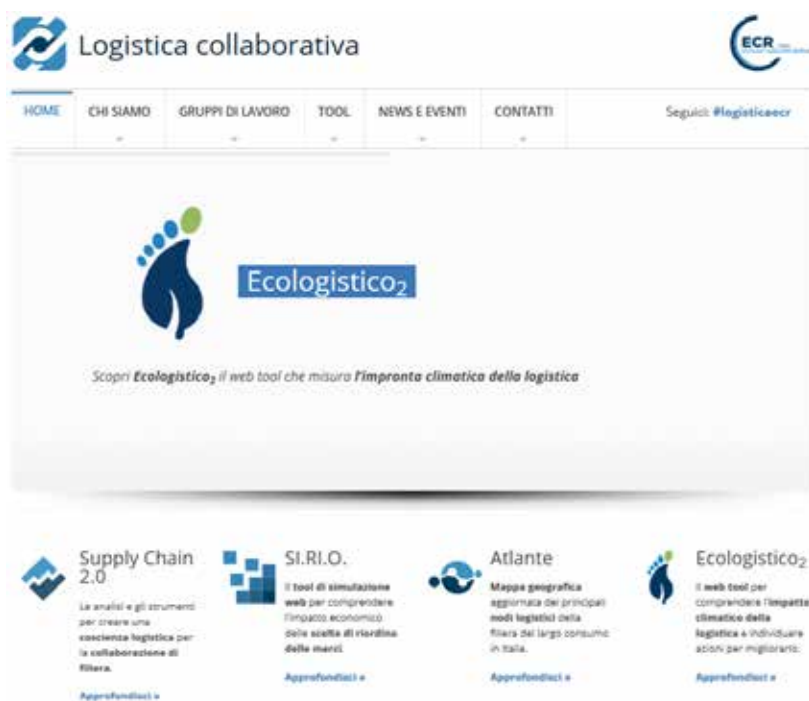 Logistica collaborativa
ECR
HOME CHI SIAMO GRUPPI DI LAVORO TOOL NEWS E EVENTI CONTATTI Seguici: #logisticaecr
Ecologistico₂
Scopri Ecologistico₂ il web tool che misura l'impronta climatica della logistica
Supply Chain
2.0
Le analisi e gli strumenti
per creare una
coscienza logistica per
la collaborazione di
filiera.
Approfondisci »
SI.RI.O.
Il tool di simulazione
web per comprendere
l'impatto economico
delle scelte di riordino
delle merci.
Approfondisci »
Atlante
Mappa geografica
aggiornata dei principali
nodi logistici della
filiera del largo consumo
in Italia.
Approfondisci »
Ecologistico₂
Il web tool per
comprendere l'impatto
climatico della
logistica e individuare
azioni per migliorarlo.
Approfondisci »